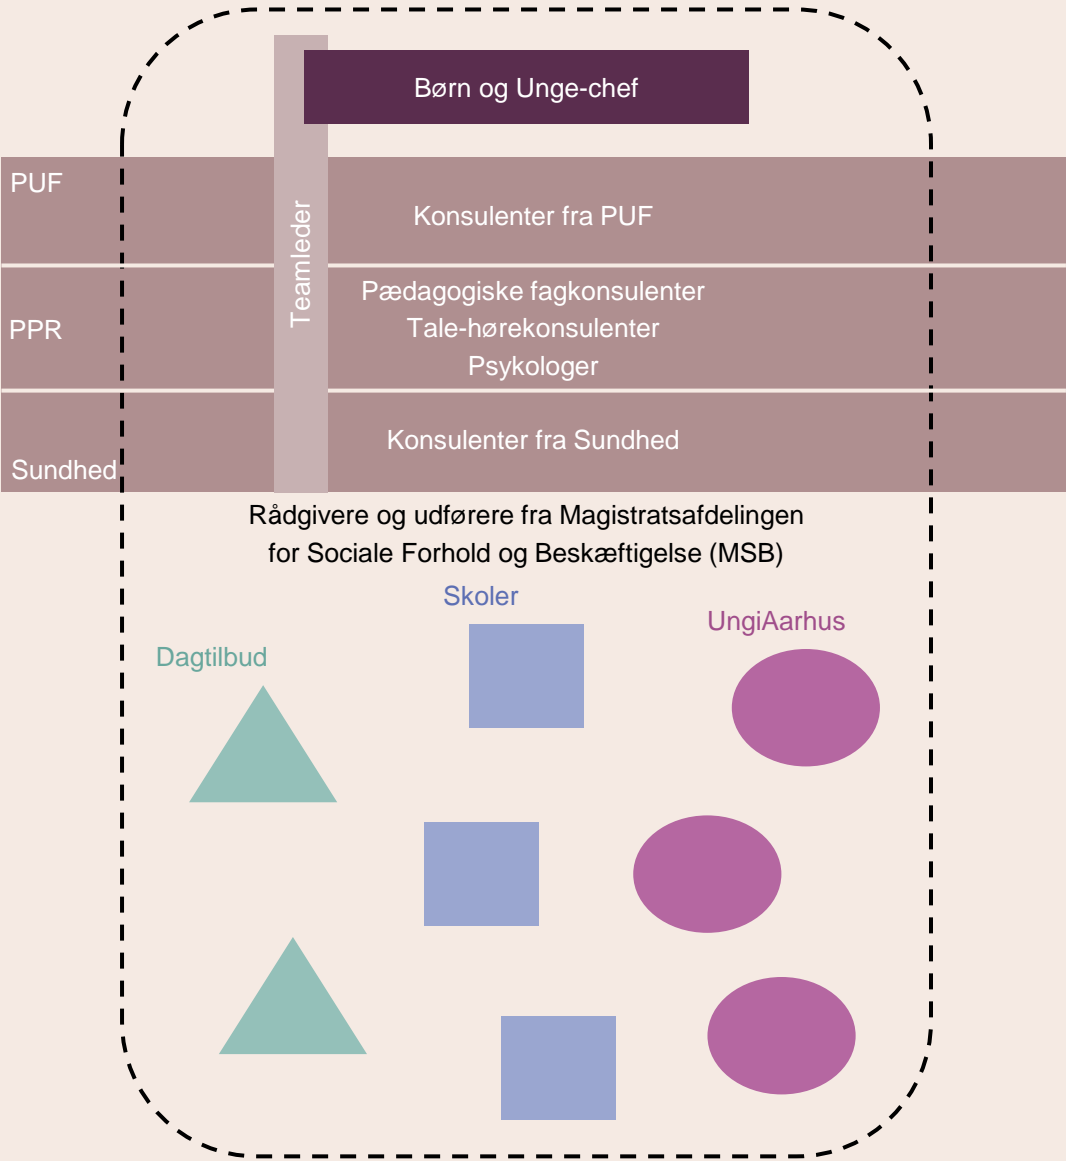 Børn og Unge-chef
PUF
Konsulenter fra PUF
Teamleder
Pædagogiske fagkonsulenter
PPR
Tale-hørekonsulenter
Psykologer
Konsulenter fra Sundhed
Sundhed
Rådgivere og udførere fra Magistratsafdelingen
for Sociale Forhold og Beskæftigelse (MSB)
Skoler
UngiAarhus
Dagtilbud